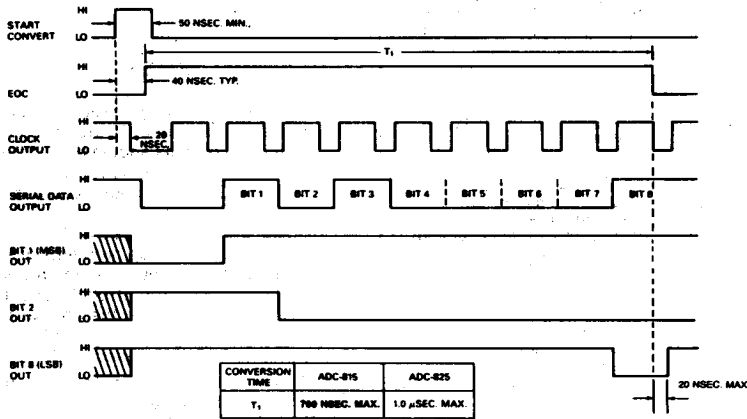 START CONVERT
HI
LO
50 NSEC. MIN.
T₁
EOC
HI
LO
40 NSEC. TYP.
CLOCK OUTPUT
HI
LO
20 NSEC.
SERIAL DATA OUTPUT
HI
LO
BIT 1
BIT 2
BIT 3
BIT 4
BIT 5
BIT 6
BIT 7
BIT 8
BIT 1 (MSB) OUT
HI
LO
BIT 2 OUT
HI
LO
BIT 8 (LSB) OUT
HI
LO
CONVERSION TIME
ADC-815
ADC-825
T₁
700 NSEC. MAX.
1.0 μSEC. MAX.
20 NSEC. MAX